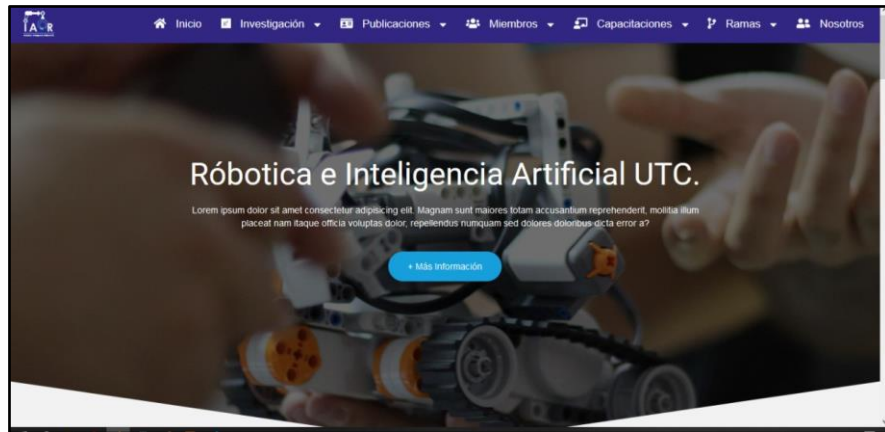 IA R
Inicio
Investigación
Publicaciones
Miembros
Capacitaciones
Ramas
Nosotros
Róbotica e Inteligencia Artificial UTC.
Lorem ipsum dolor sit amet consectetur adipisicing elit. Magnam sunt maiores totam accusantium reprehenderit, mollitia illum
placeat nam itaque officia voluptas dolor, repellendus numquam sed dolores doloribus dicta error a?
+ Más Información